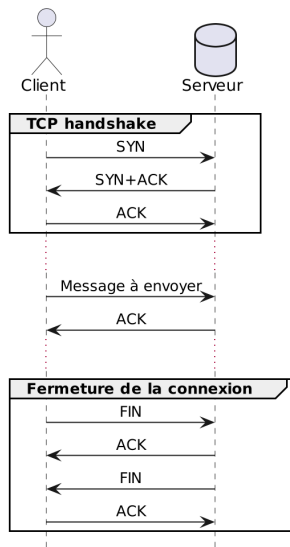 Client
Serveur
TCP handshake
SYN
SYN+ACK
ACK
Message à envoyer
ACK
Fermeture de la connexion
FIN
ACK
FIN
ACK